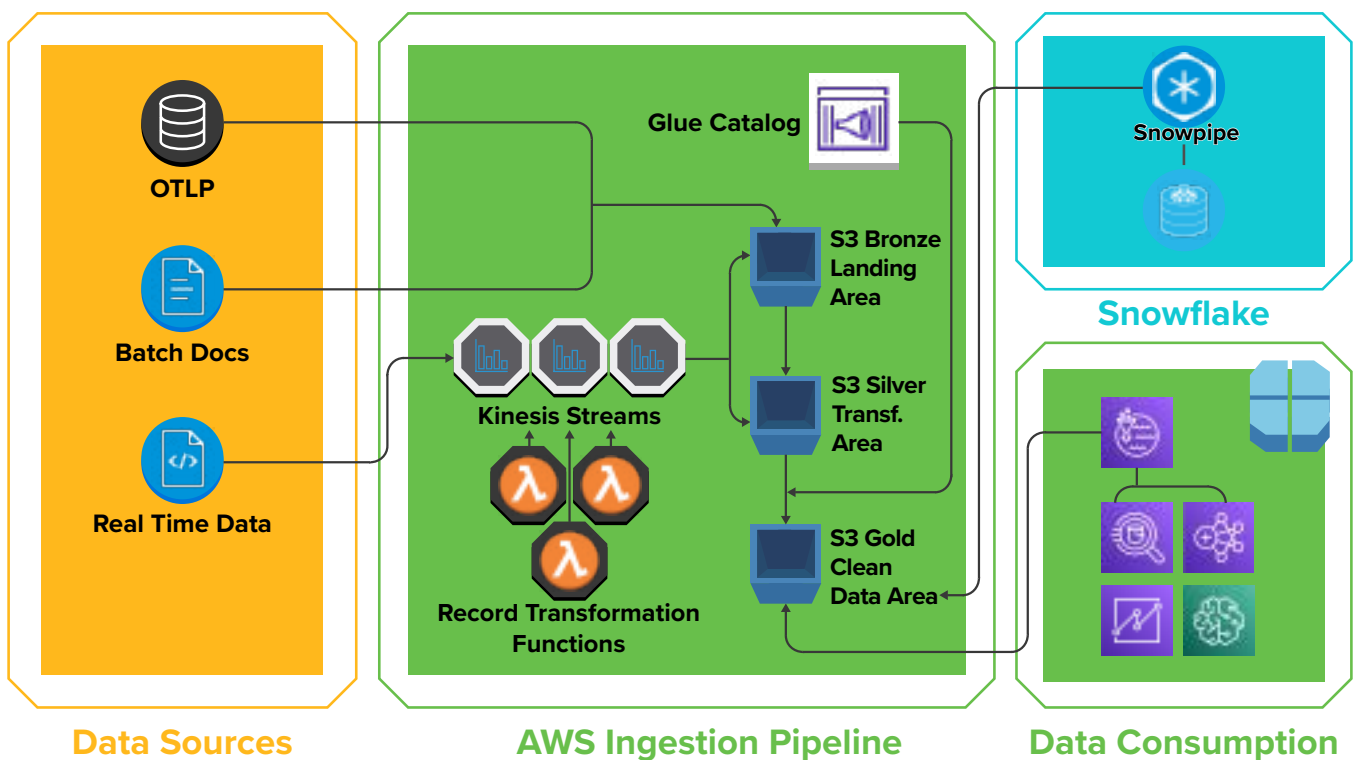 OTLP
Batch Docs
Real Time Data
Data Sources
Glue Catalog
S3 Bronze
Landing
Area
Kinesis Streams
S3 Silver
Transf.
Area
λ
λ
λ
Record Transformation
Functions
S3 Gold
Clean
Data Area
AWS Ingestion Pipeline
Snowpipe
Snowflake
Data Consumption